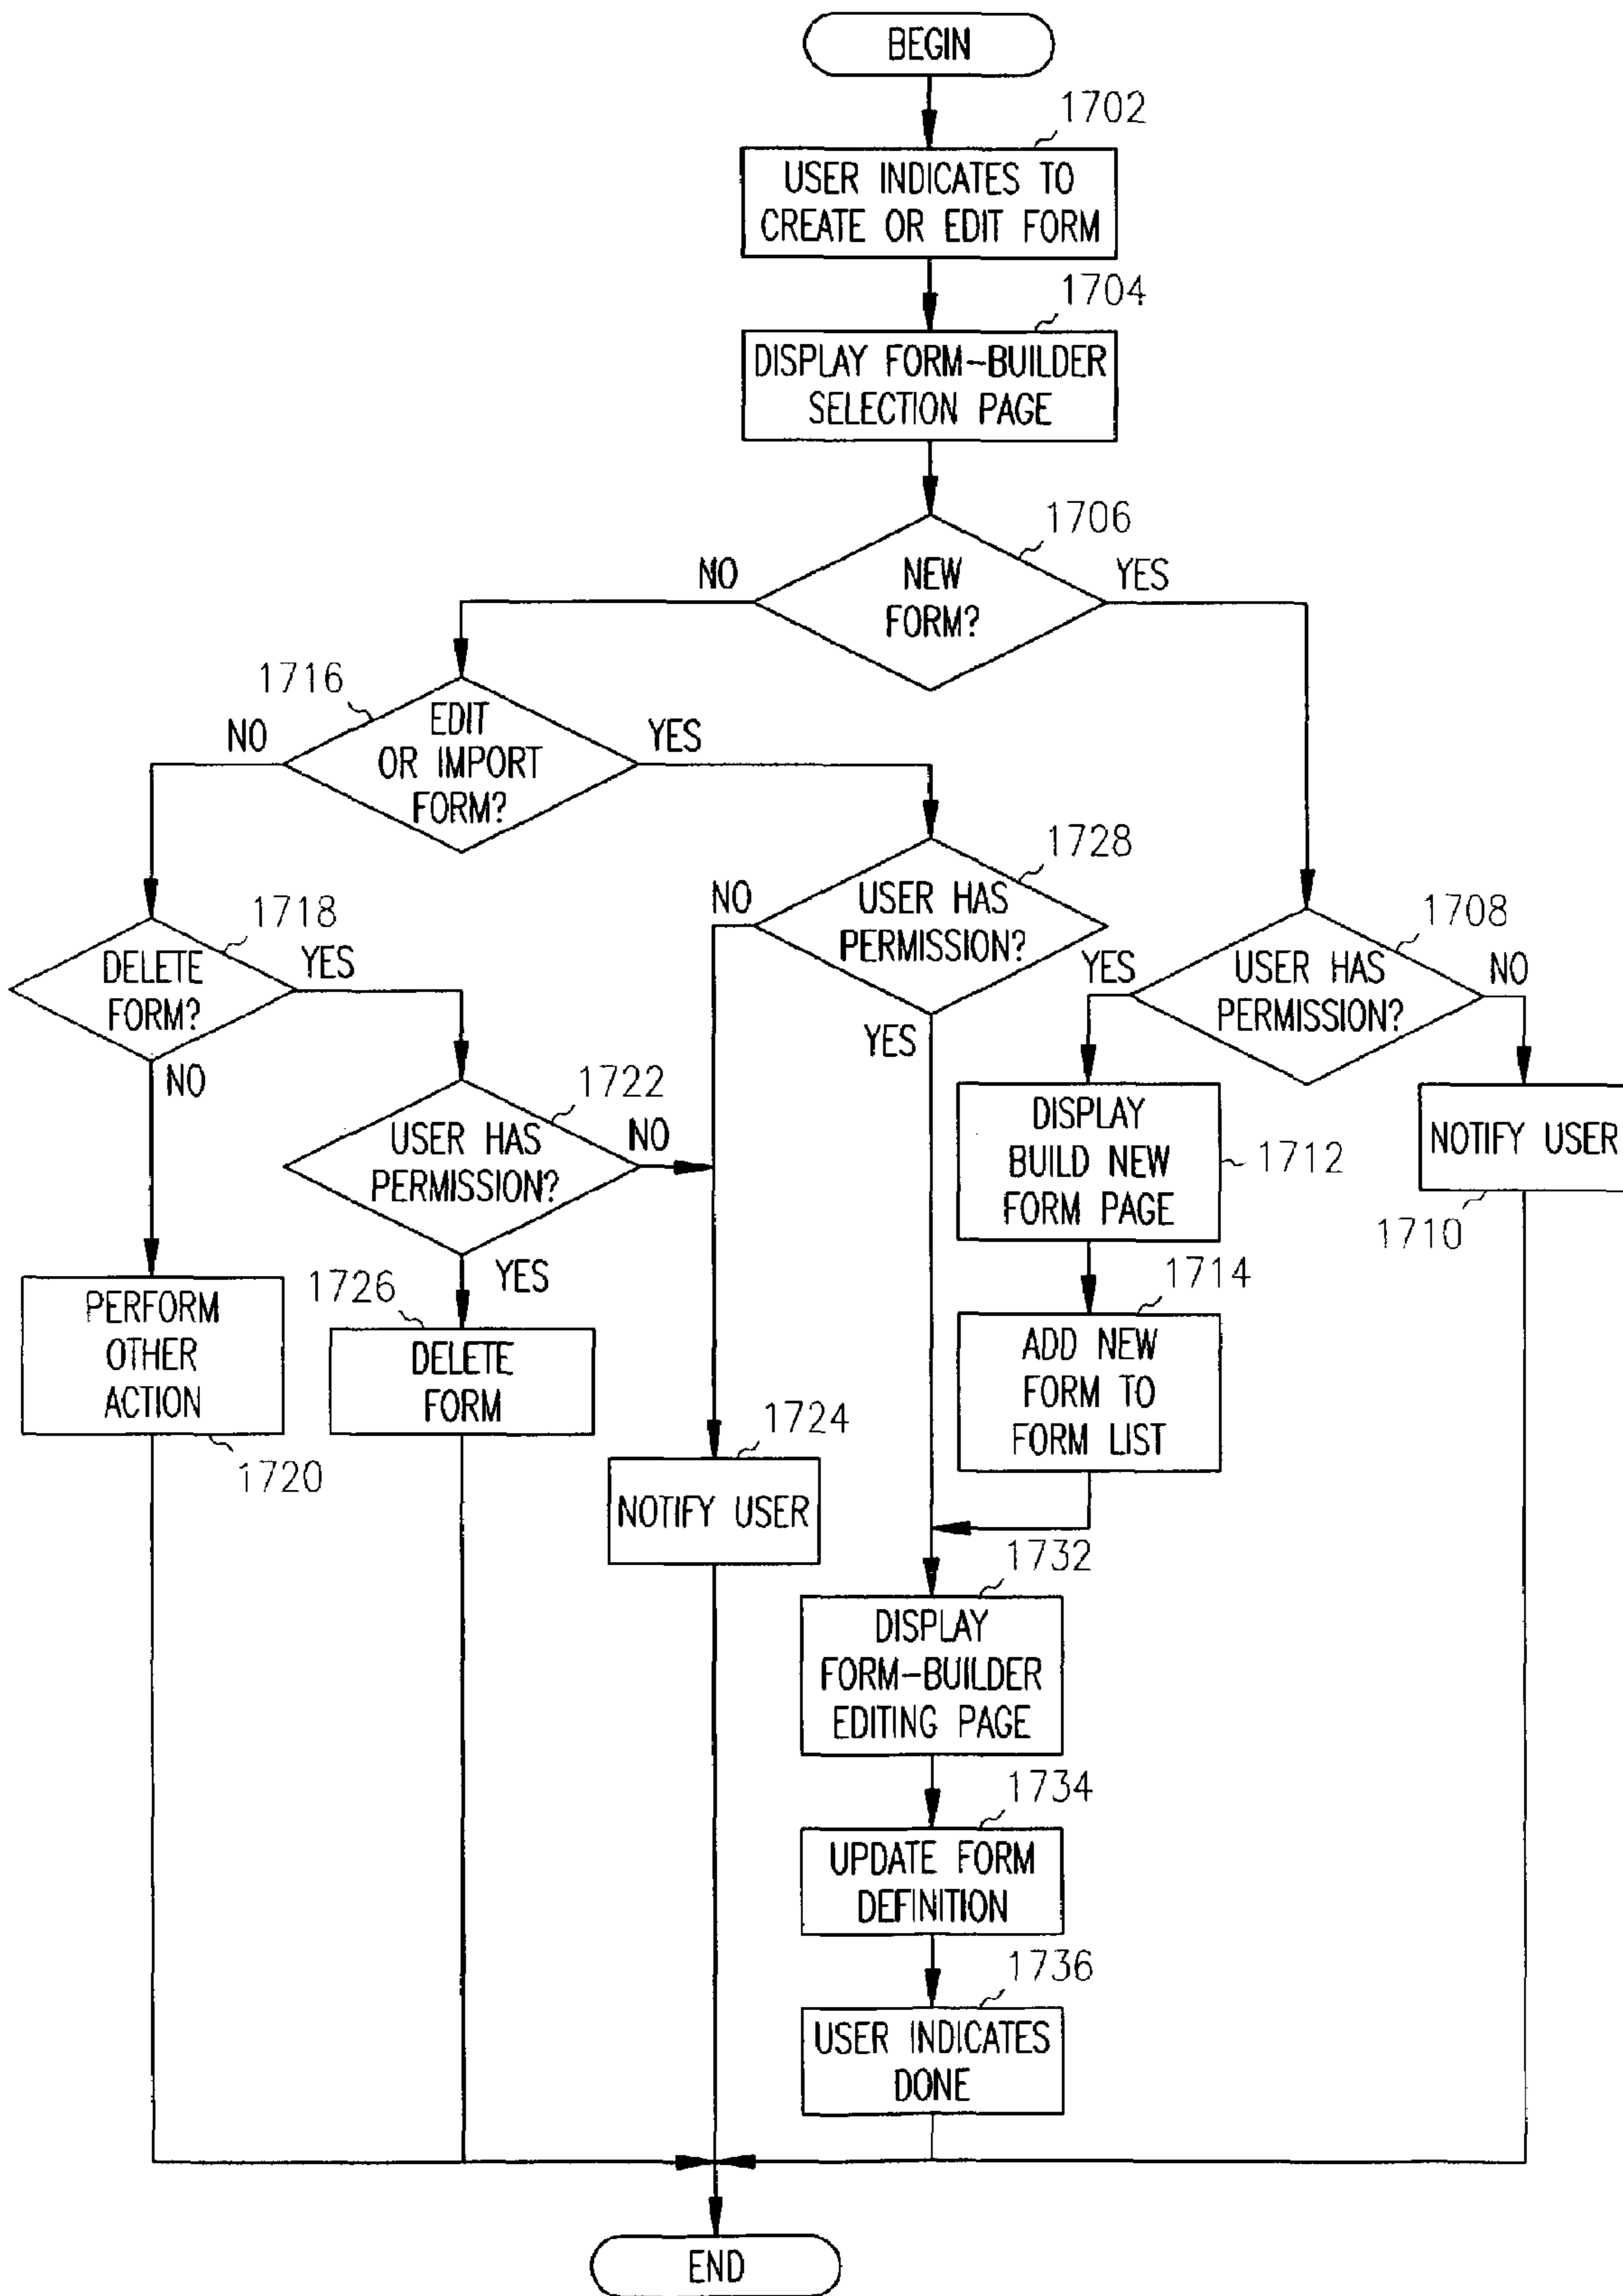 BEGIN
1702
USER INDICATES TO
CREATE OR EDIT FORM
1704
DISPLAY FORM-BUILDER
SELECTION PAGE
1706
NEW
FORM?
NO
YES
1716
EDIT
OR IMPORT
FORM?
NO
YES
1728
USER HAS
PERMISSION?
NO
YES
1708
USER HAS
PERMISSION?
YES
NO
1718
DELETE
FORM?
YES
NO
1722
USER HAS
PERMISSION?
NO
YES
DISPLAY
BUILD NEW
FORM PAGE
1712
NOTIFY USER
1710
1714
ADD NEW
FORM TO
FORM LIST
PERFORM
OTHER
ACTION
1720
1726
DELETE
FORM
1724
NOTIFY USER
1732
DISPLAY
FORM-BUILDER
EDITING PAGE
1734
UPDATE FORM
DEFINITION
1736
USER INDICATES
DONE
END